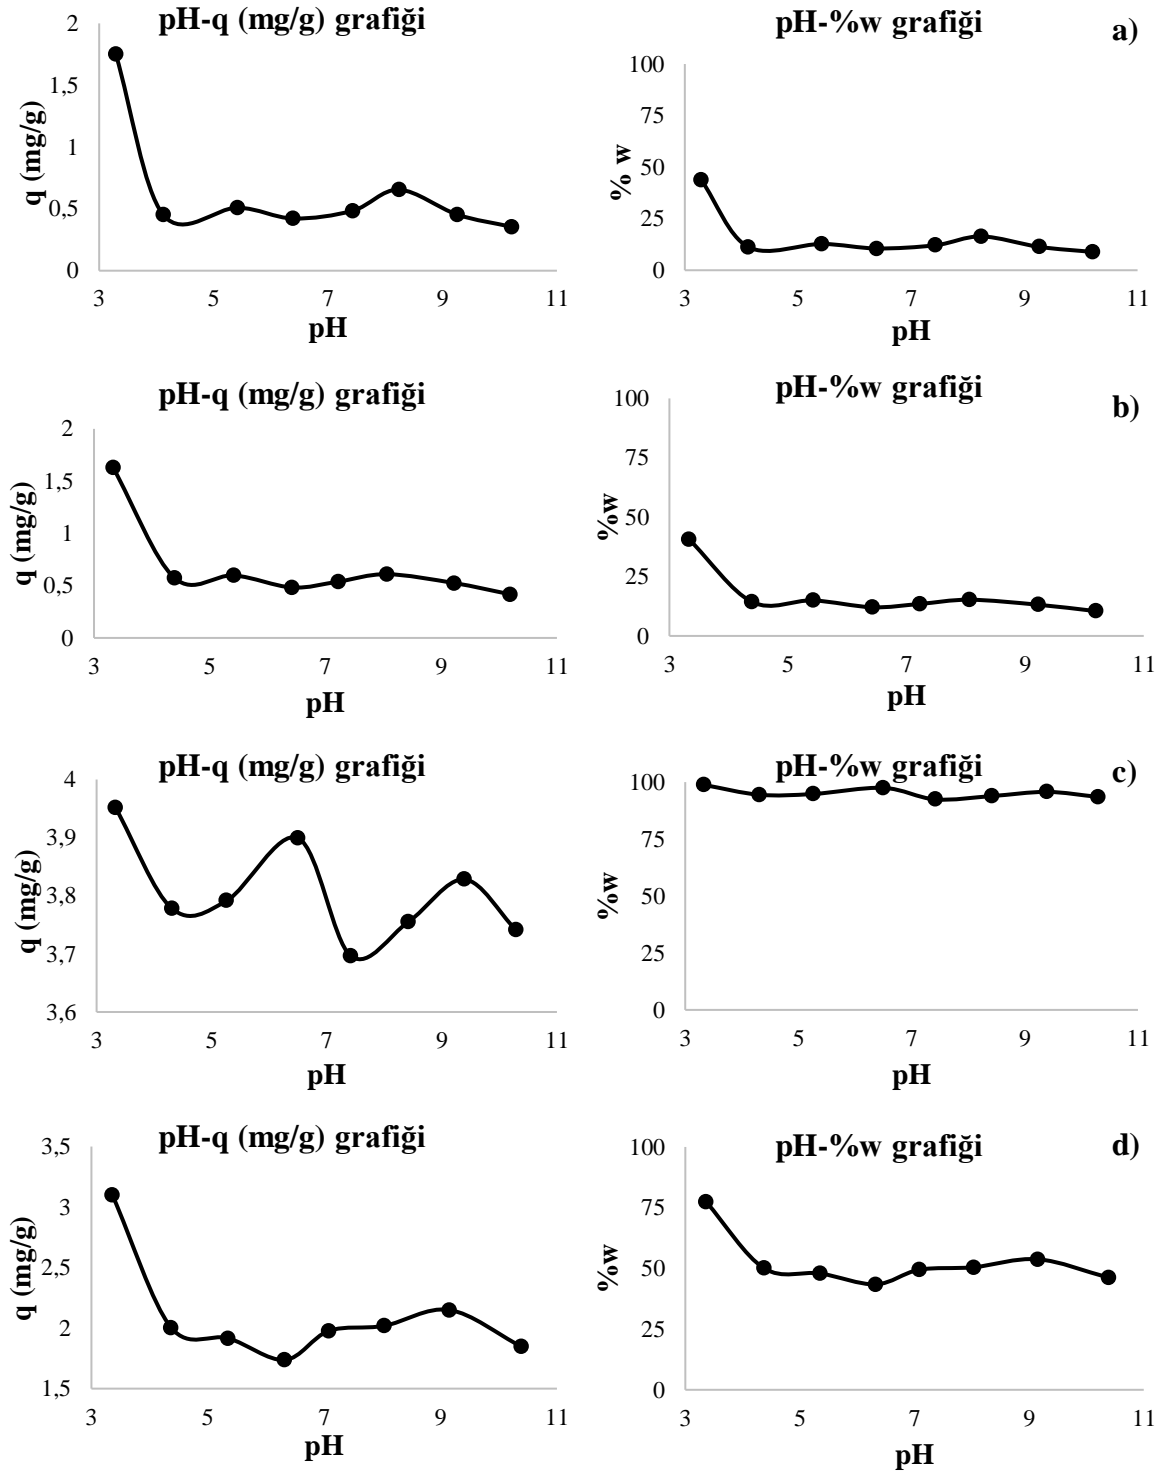 pH-q (mg/g) grafiği
2
1,5
1
0,5
0
3 5 7 9 11
q (mg/g)
pH
pH-%w grafiği
a)
100
75
50
25
0
3 5 7 9 11
% w
pH
pH-q (mg/g) grafiği
2
1,5
1
0,5
0
3 5 7 9 11
q (mg/g)
pH
pH-%w grafiği
b)
100
75
50
25
0
3 5 7 9 11
%w
pH
pH-q (mg/g) grafiği
4
3,9
3,8
3,7
3,6
3 5 7 9 11
q (mg/g)
pH
pH-%w grafiği
c)
100
75
50
25
0
3 5 7 9 11
%w
pH
pH-q (mg/g) grafiği
3,5
3
2,5
2
1,5
3 5 7 9 11
q (mg/g)
pH
pH-%w grafiği
d)
100
75
50
25
0
3 5 7 9 11
%w
pH